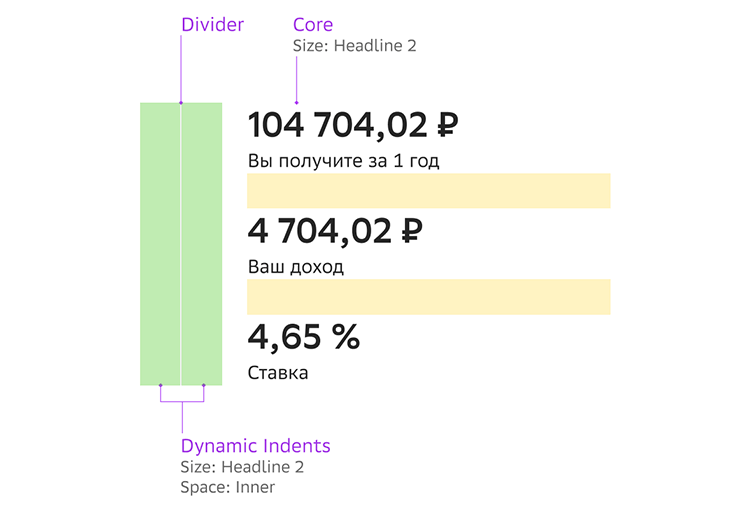 Divider
Core
Size: Headline 2
104 704,02 ₽
Вы получите за 1 год
4 704,02 ₽
Ваш доход
4,65 %
Ставка
Dynamic Indents
Size: Headline 2
Space: Inner